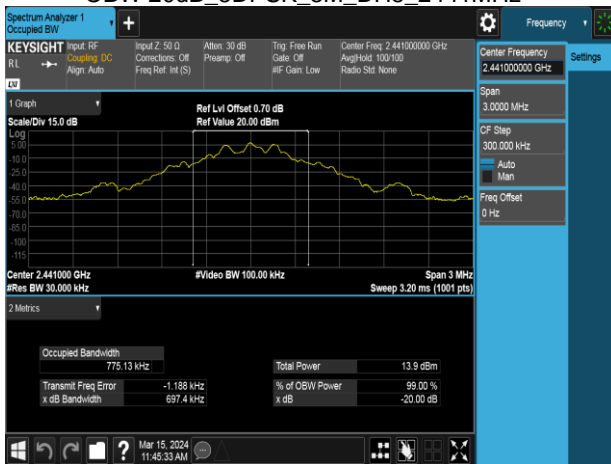 Spectrum Analyzer 1
Occupied BW
+
Frequency
KEYSIGHT
RL
LXI
Input: RF
Coupling: DC
Align: Auto
Input Z: 50 Ω
Corrections: Off
Freq Ref: Int (S)
Atten: 30 dB
Preamp: Off
Trig: Free Run
Gate: Off
#IF Gain: Low
Center Freq: 2.441000000 GHz
Avg|Hold: 100/100
Radio Std: None
Center Frequency
2.441000000 GHz
Settings
Span
3.0000 MHz
CF Step
300.000 kHz
Auto
Man
Freq Offset
0 Hz
1 Graph
Scale/Div 15.0 dB
Ref Lvl Offset 0.70 dB
Ref Value 20.00 dBm
Log
5.00
-10.0
-25.0
-40.0
-55.0
-70.0
-85.0
-100
-115
Center 2.441000 GHz
#Video BW 100.00 kHz
Span 3 MHz
#Res BW 30.000 kHz
Sweep 3.20 ms (1001 pts)
2 Metrics
Occupied Bandwidth
775.13 kHz
Total Power 13.9 dBm
Transmit Freq Error -1.188 kHz
% of OBW Power 99.00 %
x dB Bandwidth 697.4 kHz
x dB -20.00 dB
?
Mar 15, 2024
11:45:33 AM